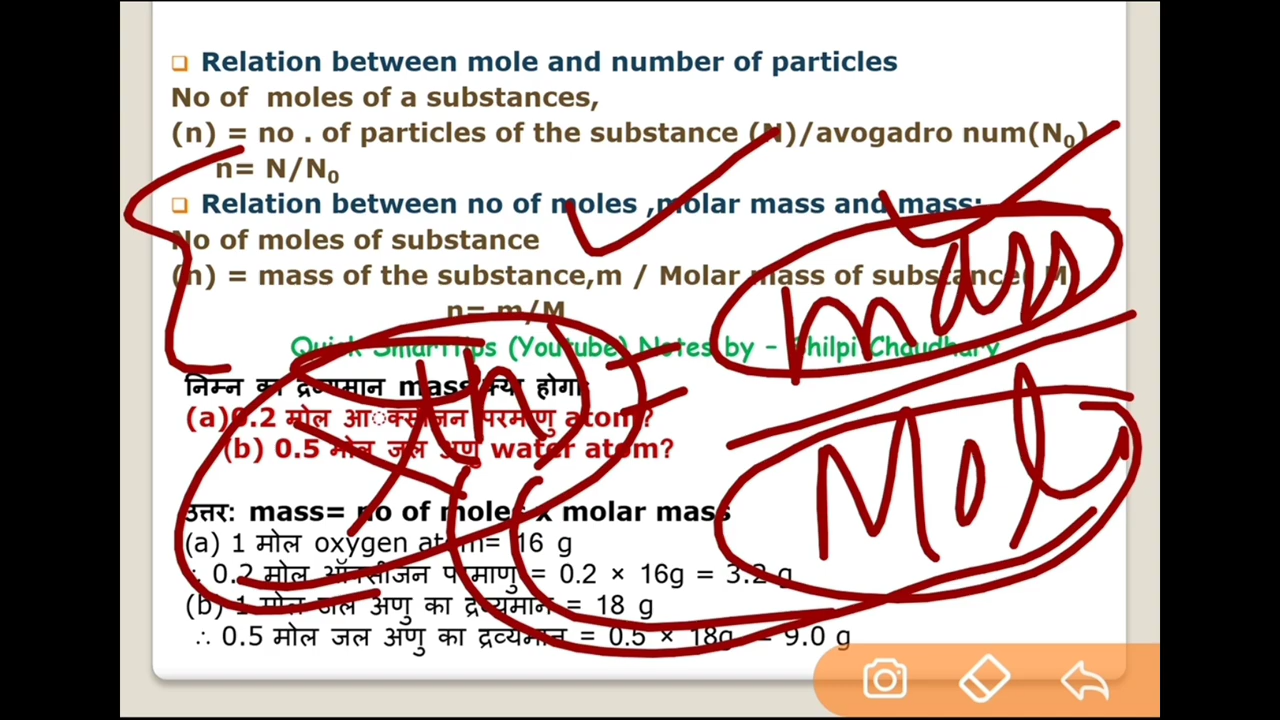 Relation between mole and number of particles
No of moles of a substances,
(n) = no . of particles of the substance (N)/avogadro num(N₀)
n= N/N₀
Relation between no of moles ,molar mass and mass:
No of moles of substance
(n) = mass of the substance,m / Molar mass of substance( M)
n= m/M
Quick SmartTips (Youtube) Notes by – Shilpi Chaudhary
निम्न का द्रव्यमान mass क्या होगा:
(a)0.2 मोल आॅक्सीजन परमाणु atom?
(b) 0.5 मोल जल अणु water atom?
उत्तर: mass= no of moles x molar mass
(a) 1 मोल oxygen atom= 16 g
∴ 0.2 मोल ऑक्सीजन परमाणु = 0.2 × 16g = 3.2 g
(b) 1 मोल जल अणु का द्रव्यमान = 18 g
∴ 0.5 मोल जल अणु का द्रव्यमान = 0.5 × 18g = 9.0 g
n = mass
Mol